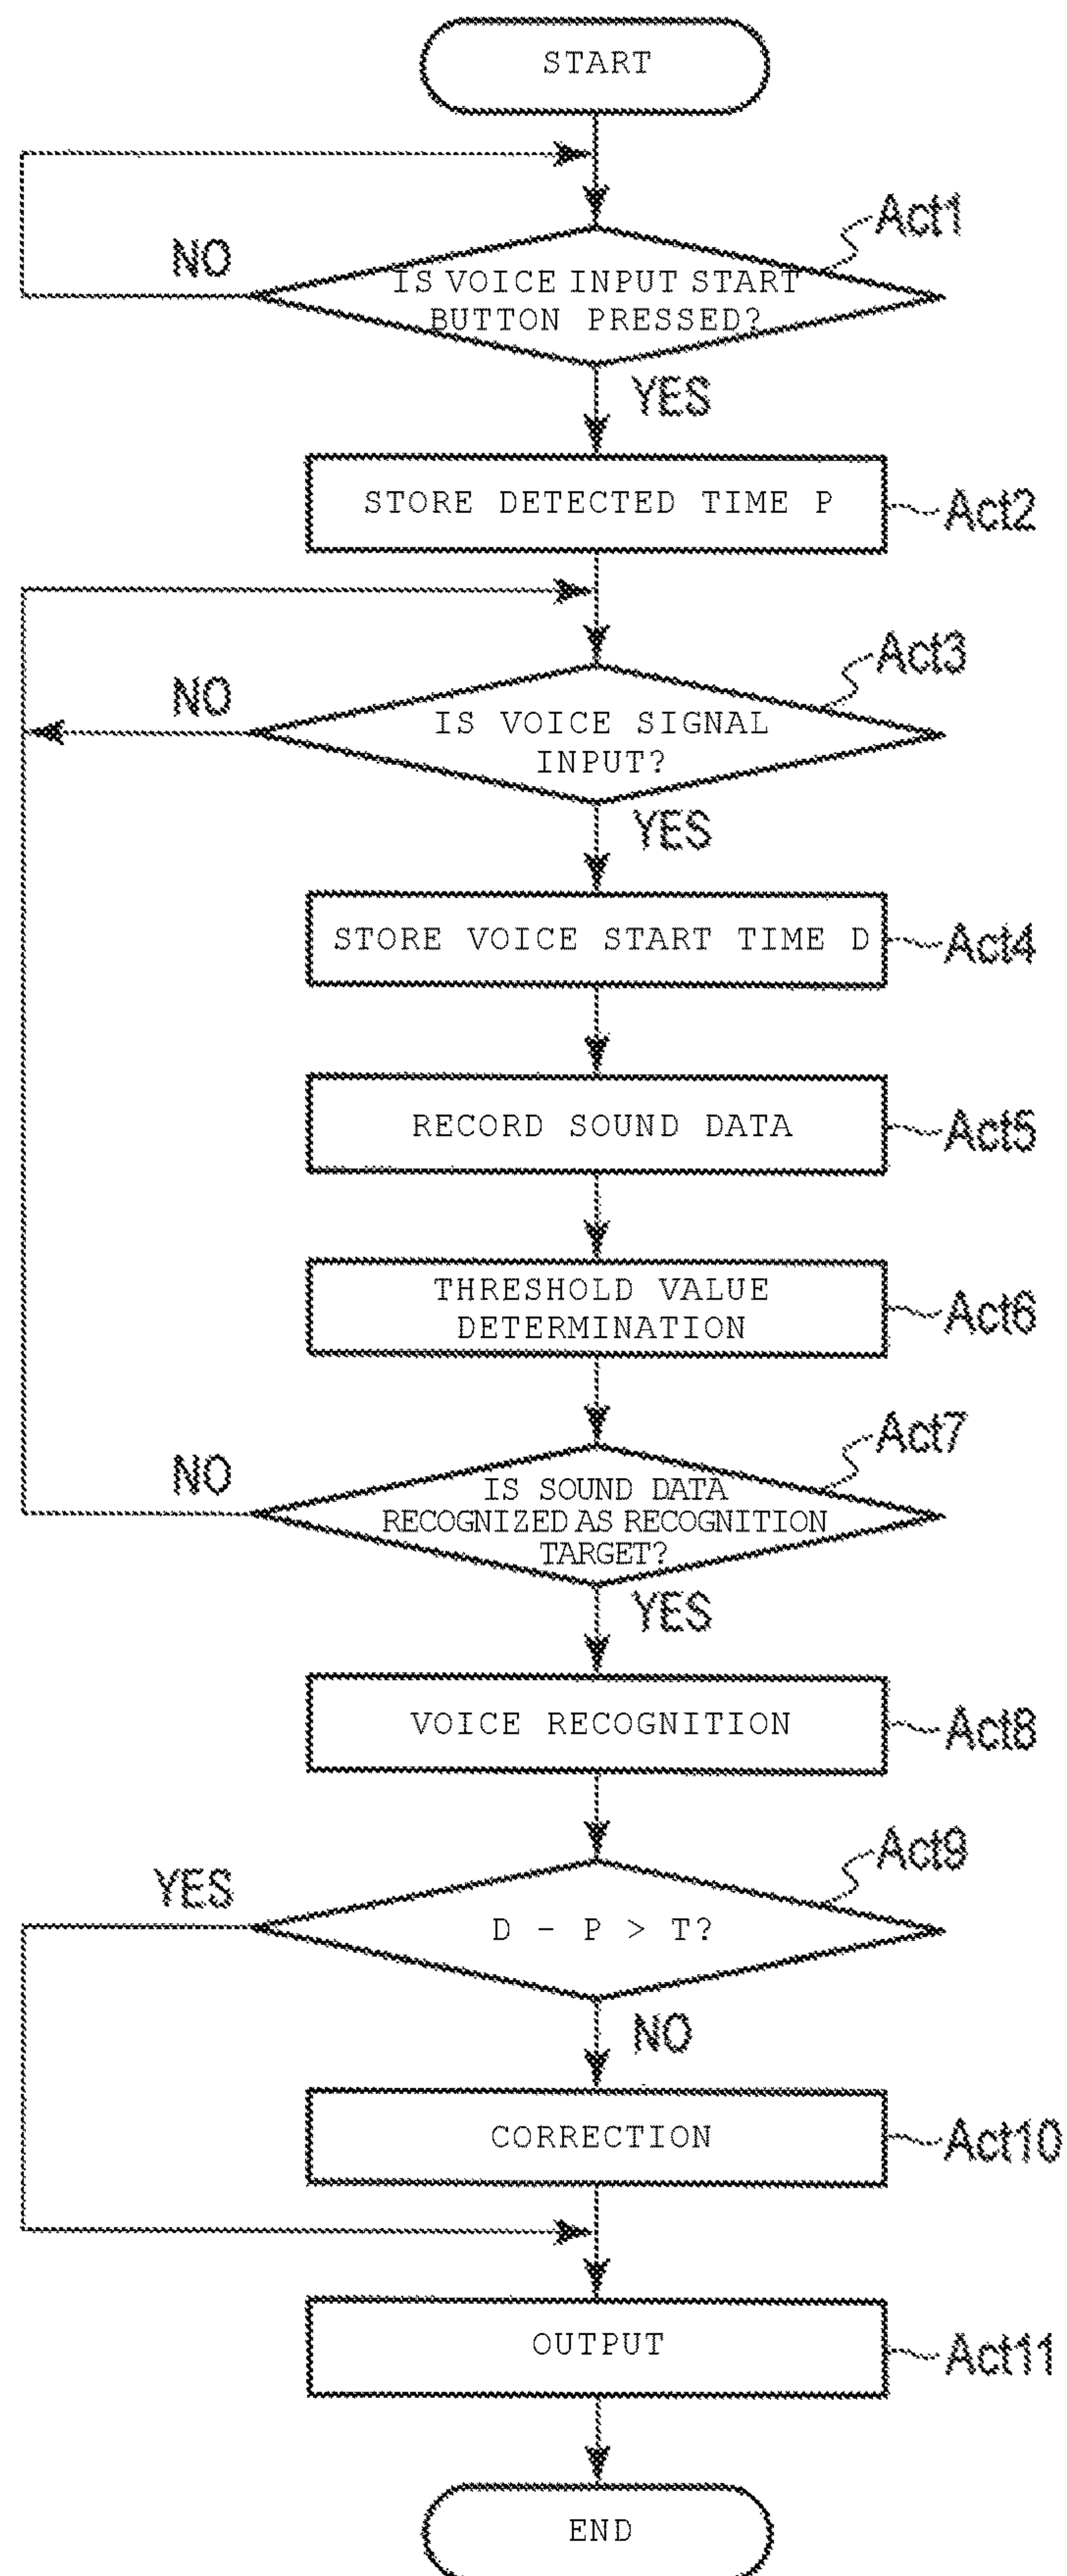 START
Act1
NO
IS VOICE INPUT START
BUTTON PRESSED?
YES
STORE DETECTED TIME P
Act2
Act3
NO
IS VOICE SIGNAL
INPUT?
YES
STORE VOICE START TIME D
Act4
RECORD SOUND DATA
Act5
THRESHOLD VALUE
DETERMINATION
Act6
Act7
NO
IS SOUND DATA
RECOGNIZED AS RECOGNITION
TARGET?
YES
VOICE RECOGNITION
Act8
Act9
YES
D - P > T?
NO
CORRECTION
Act10
OUTPUT
Act11
END